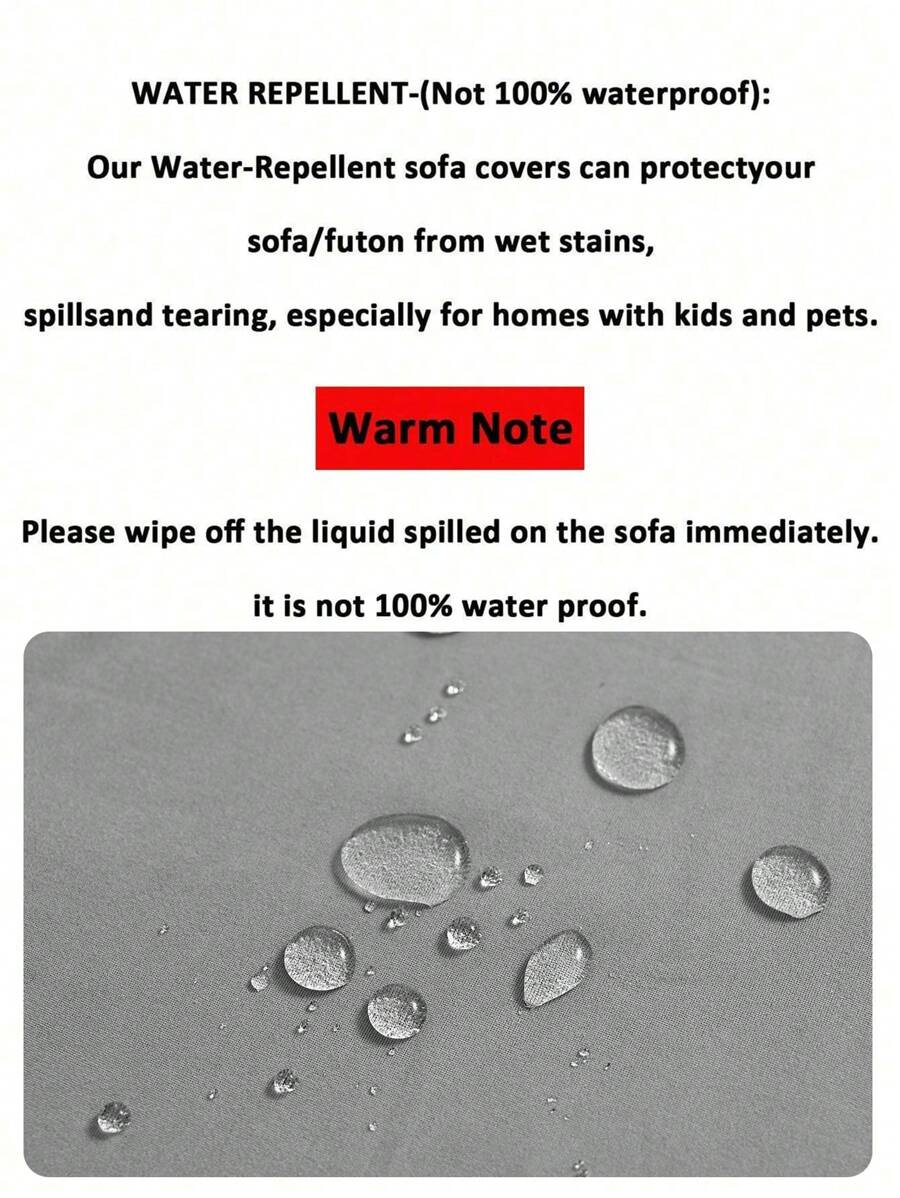 WATER REPELLENT-(Not 100% waterproof):
Our Water-Repellent sofa covers can protectyour
sofa/futon from wet stains,
spillsand tearing, especially for homes with kids and pets.
Warm Note
Please wipe off the liquid spilled on the sofa immediately.
it is not 100% water proof.